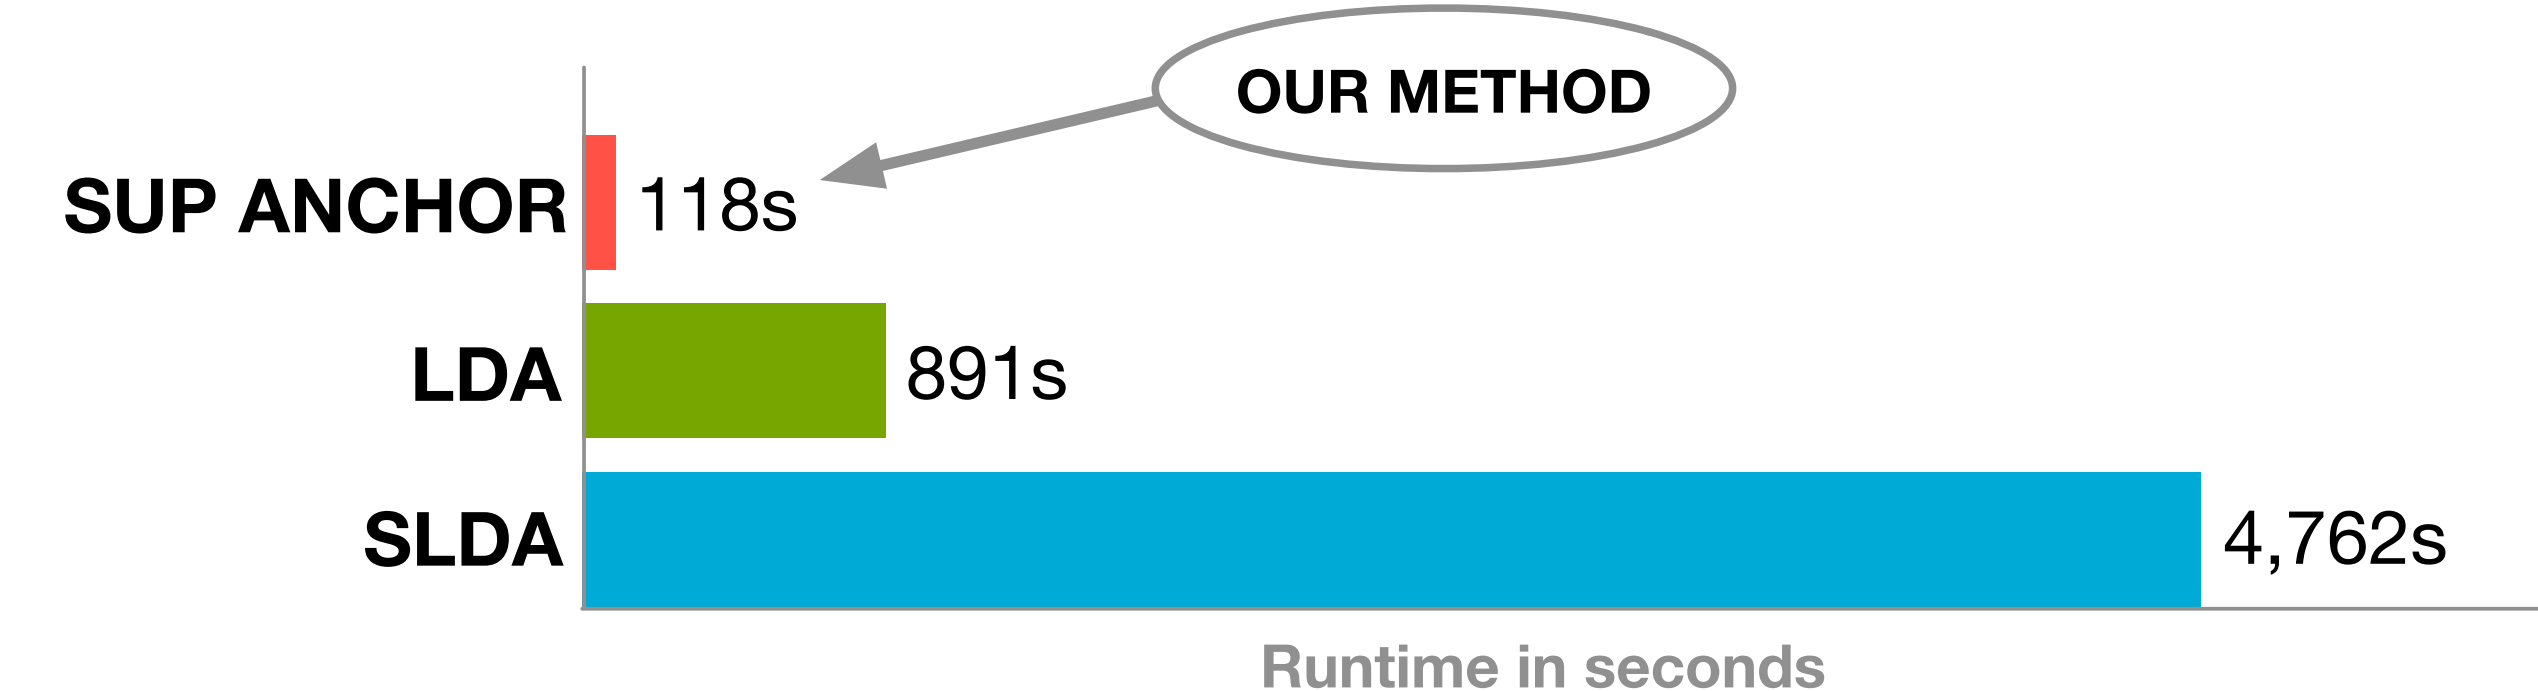 OUR METHOD
SUP ANCHOR 118s
LDA 891s
SLDA 4,762s
Runtime in seconds